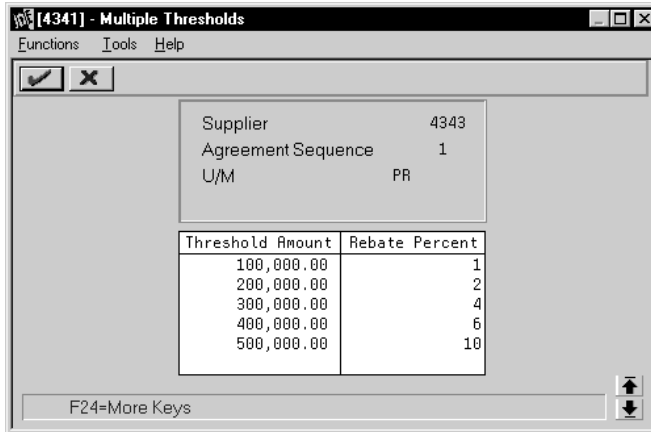 [4341] - Multiple Thresholds
Functions Tools Help
Supplier 4343
Agreement Sequence 1
U/M PR
Threshold Amount Rebate Percent
100,000.00 1
200,000.00 2
300,000.00 4
400,000.00 6
500,000.00 10
F24=More Keys